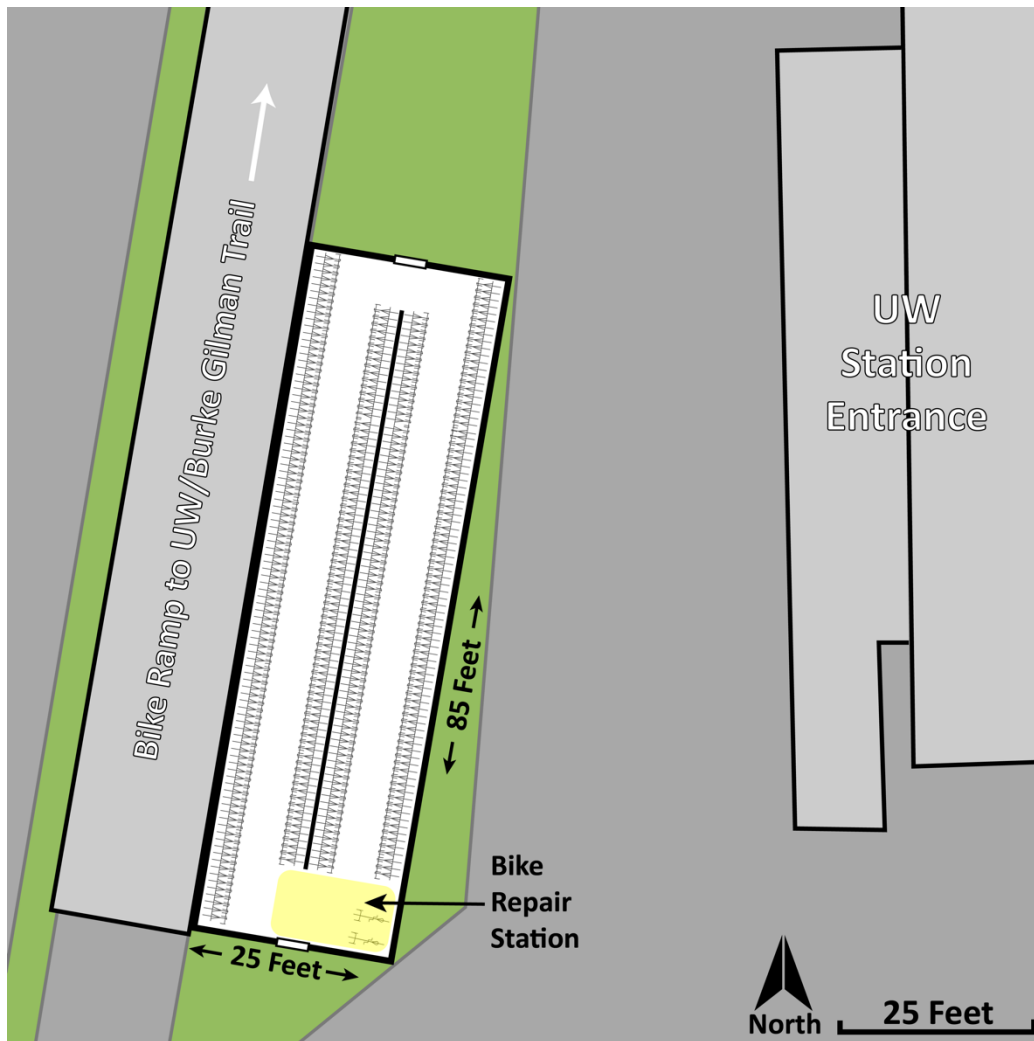 Bike Ramp to UW/Burke Gilman Trail
UW
Station
Entrance
85 Feet
Bike
Repair
Station
25 Feet
North
25 Feet